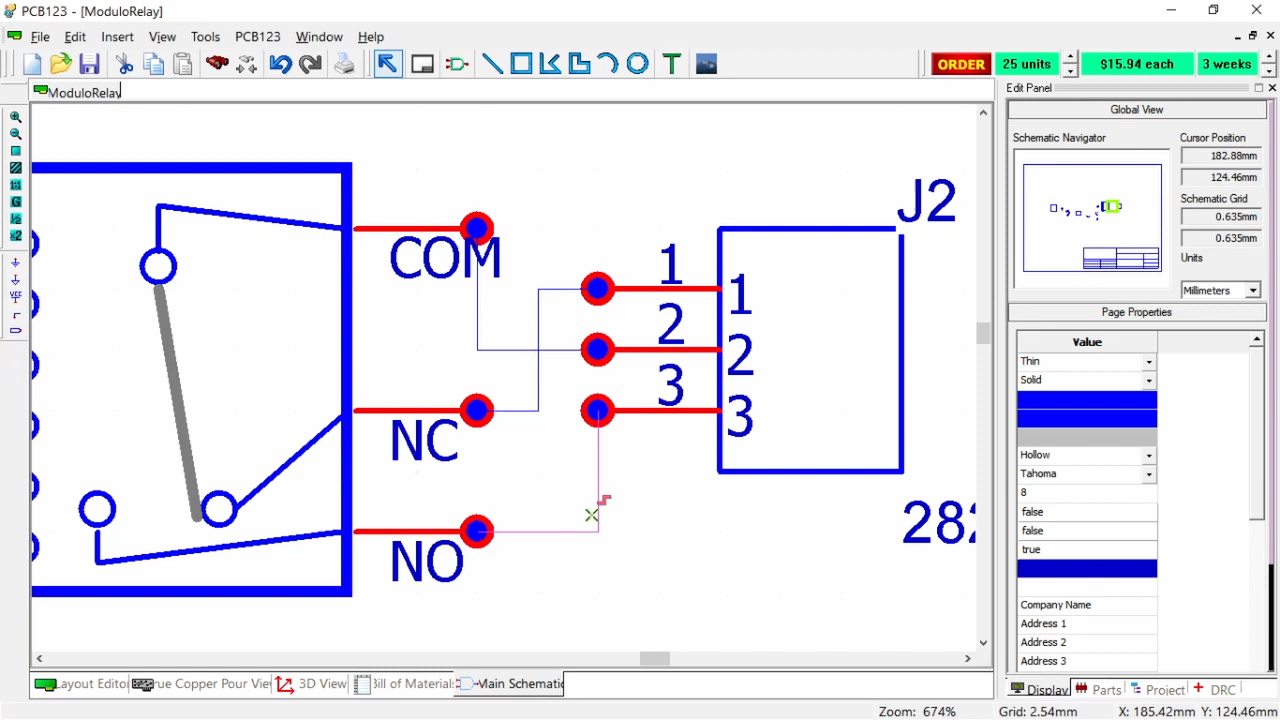 PCB123 - [ModuloRelay]
File Edit Insert View Tools PCB123 Window Help
ORDER 25 units $15.94 each 3 weeks
ModuloRelay
Edit Panel
Global View
Schematic Navigator
Cursor Position
182.88mm
124.46mm
Schematic Grid
0.635mm
0.635mm
Units
Millimeters
Page Properties
Value
Thin
Solid
Hollow
Tahoma
8
false
false
true
Company Name
Address 1
Address 2
Address 3
J2
COM
1
1
2
2
3
3
NC
NO
282
Layout Editor rue Copper Pour Vie 3D View Bill of Material: Main Schematic
Display Parts Project DRC
Zoom: 674% Grid: 2.54mm X: 185.42mm Y: 124.46mm